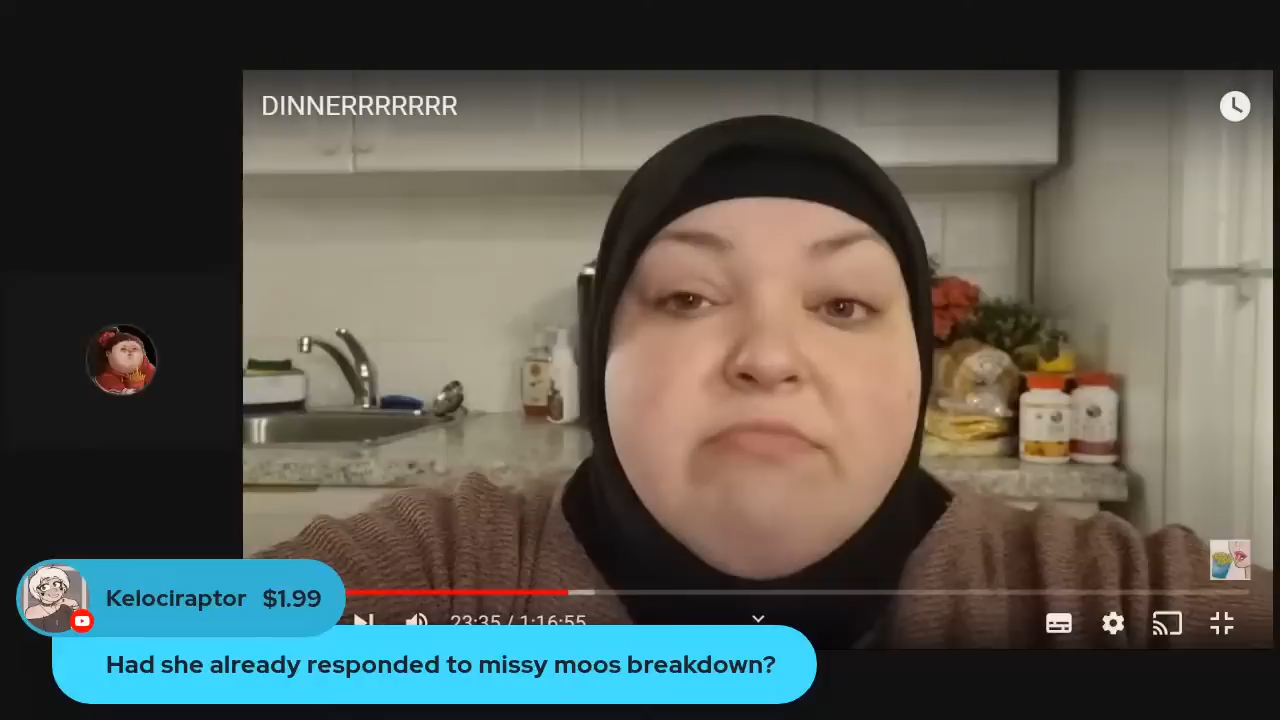 DINNERRRRRRR
Kelociraptor $1.99
23:35 / 1:16:55
Had she already responded to missy moos breakdown?